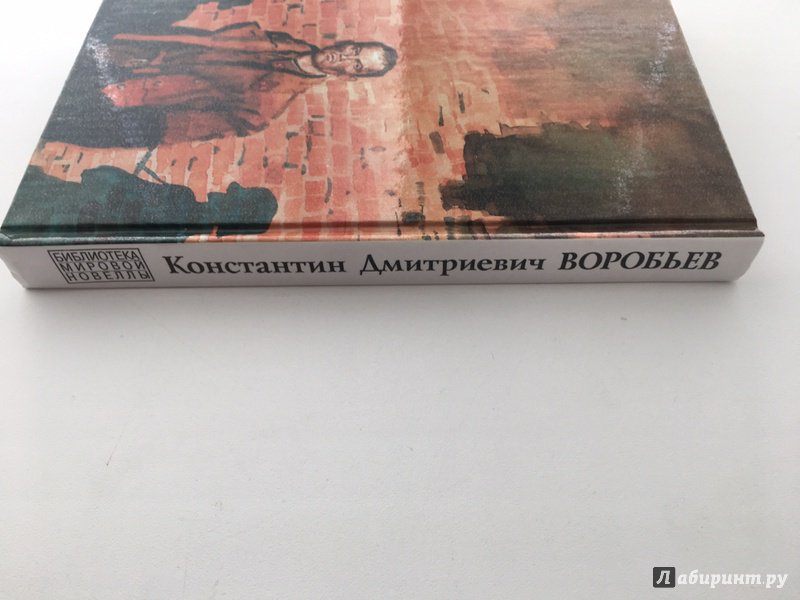 БИБЛИОТЕКА
МИРОВОЙ
НОВЕЛЛЫ
Константин Дмитриевич ВОРОБЬЕВ
Лабиринт.ру